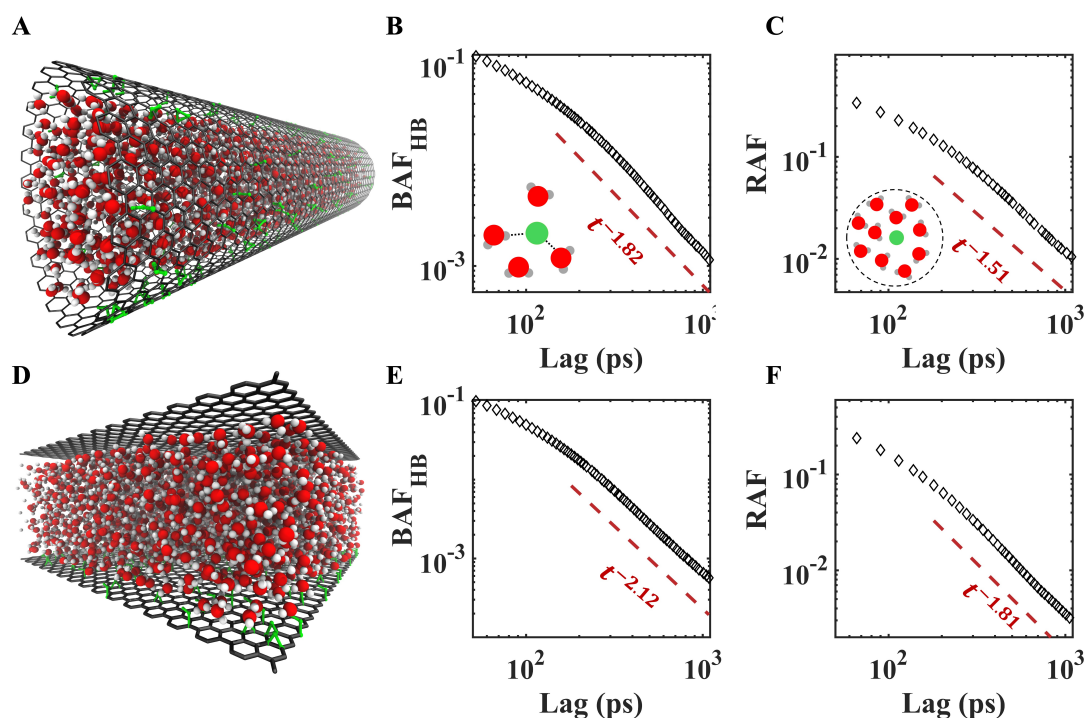 A
B
C
10^-1
10^-3
BAF_HB
t^-1.82
10^2
10^3
Lag (ps)
10^-1
10^-2
RAF
t^-1.51
10^2
10^3
Lag (ps)
D
E
F
10^-1
10^-3
BAF_HB
t^-2.12
10^2
10^3
Lag (ps)
10^-1
10^-2
RAF
t^-1.81
10^2
10^3
Lag (ps)